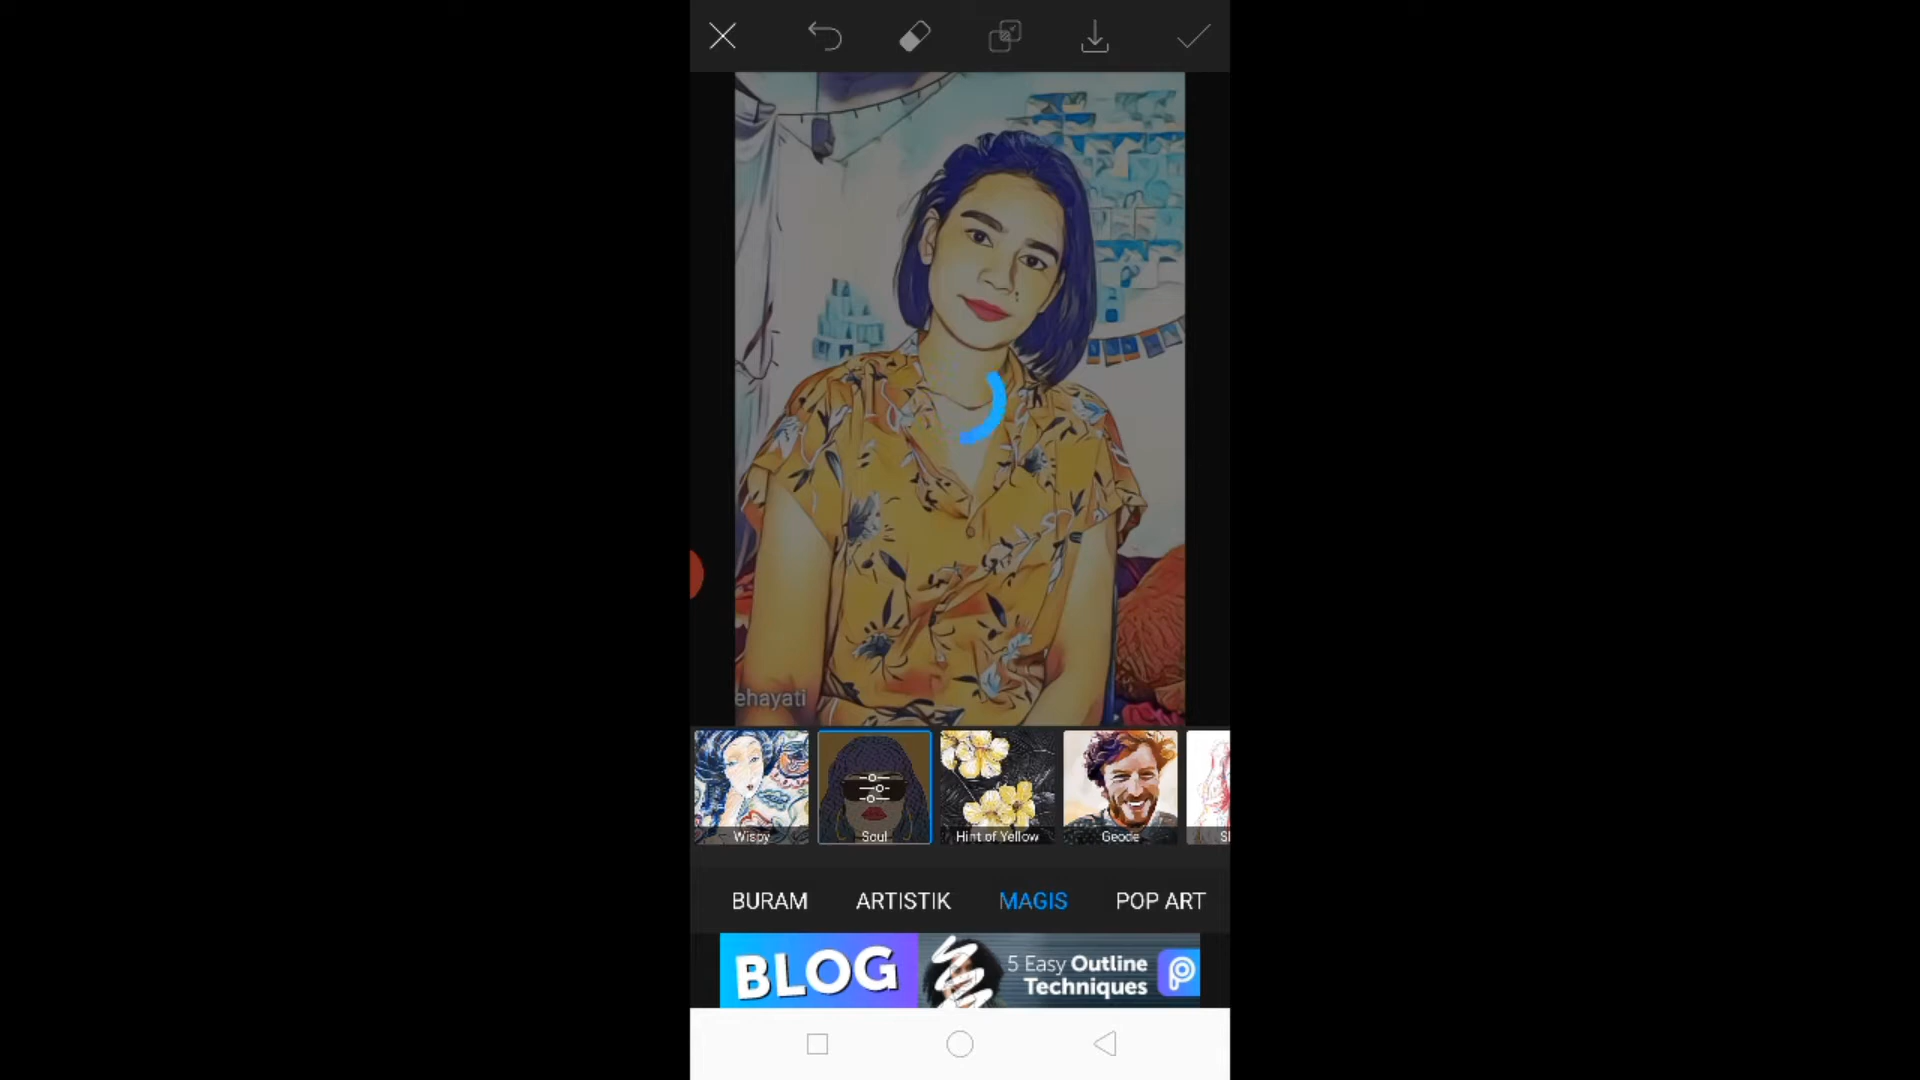 ehayati
Wispy
Soul
Hint of Yellow
Geode
BURAM
ARTISTIK
MAGIS
POP ART
BLOG
5 Easy Outline
Techniques